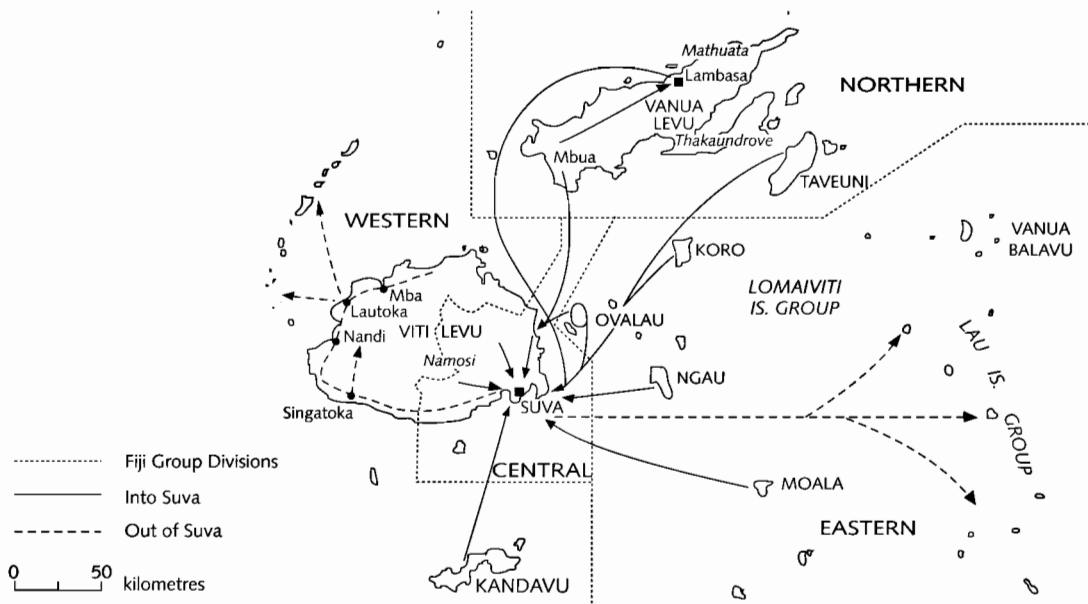 Mathuata
Lambasa
NORTHERN
VANUA
LEVU
Thakaundrove
Mbua
TAVEUNI
WESTERN
VANUA
BALAVU
KORO
LOMAIVITI
IS. GROUP
Mba
Lautoka
OVALAU
VITI LEVU
Nandi
LAU IS. GROUP
Namosi
NGAU
SUVA
Singatoka
Fiji Group Divisions
CENTRAL
Into Suva
MOALA
Out of Suva
EASTERN
0 50
kilometres
KANDAVU